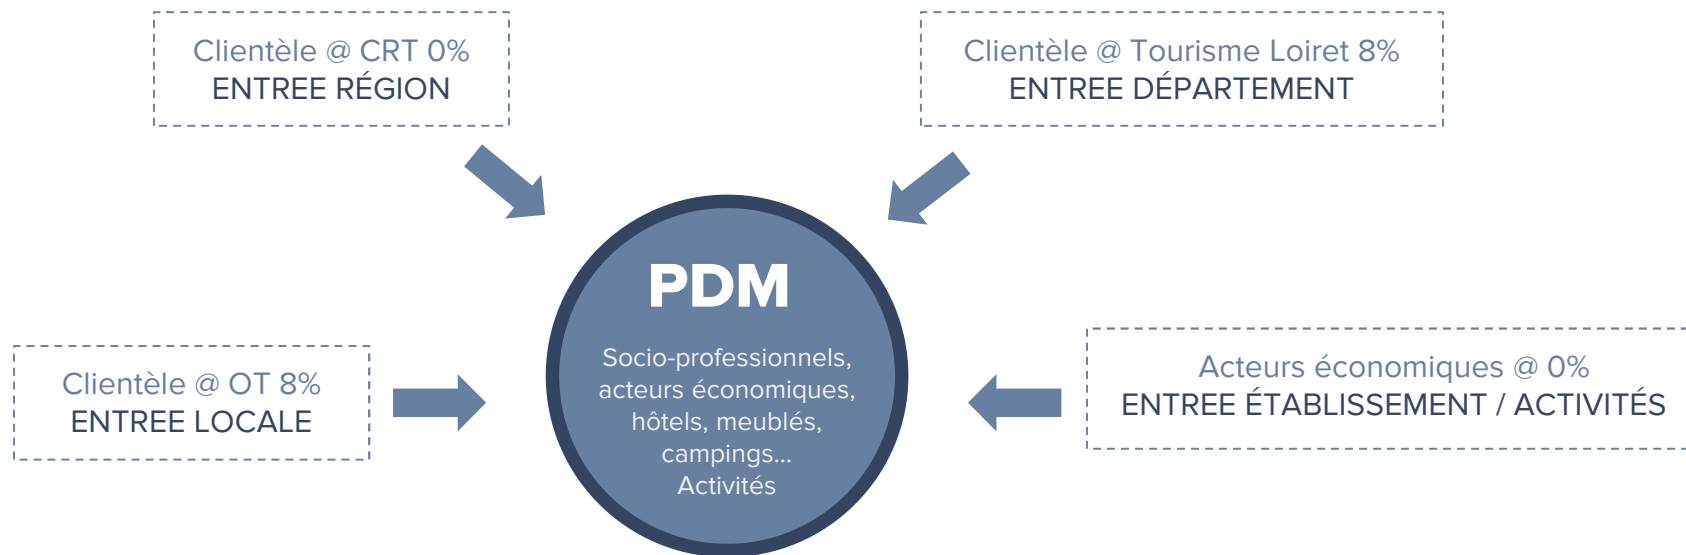 Clientèle @ CRT 0%
ENTREE RÉGION
Clientèle @ Tourisme Loiret 8%
ENTREE DÉPARTEMENT
PDM
Socio-professionnels,
acteurs économiques,
hôtels, meublés,
campings...
Activités
Clientèle @ OT 8%
ENTREE LOCALE
Acteurs économiques @ 0%
ENTREE ÉTABLISSEMENT / ACTIVITÉS